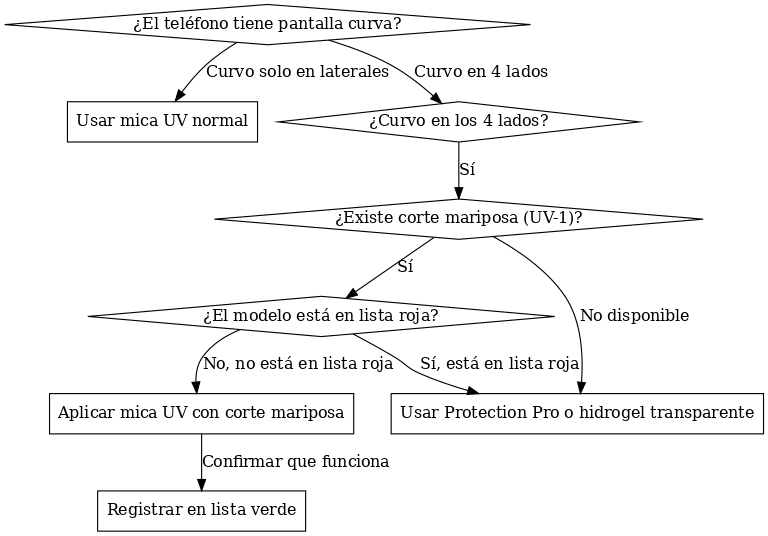 ¿El teléfono tiene pantalla curva?
Curvo solo en laterales
Curvo en 4 lados
Usar mica UV normal
¿Curvo en los 4 lados?
Sí
¿Existe corte mariposa (UV-1)?
Sí
No disponible
¿El modelo está en lista roja?
No, no está en lista roja
Sí, está en lista roja
Aplicar mica UV con corte mariposa
Usar Protection Pro o hidrogel transparente
Confirmar que funciona
Registrar en lista verde